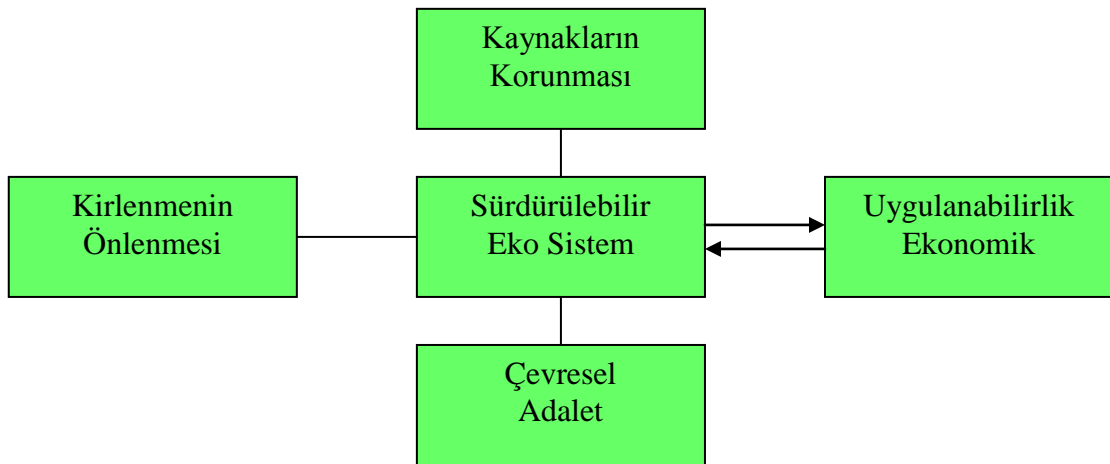 Kaynakların
Korunması
Kirlenmenin
Önlenmesi
Sürdürülebilir
Eko Sistem
Uygulanabilirlik
Ekonomik
Çevresel
Adalet